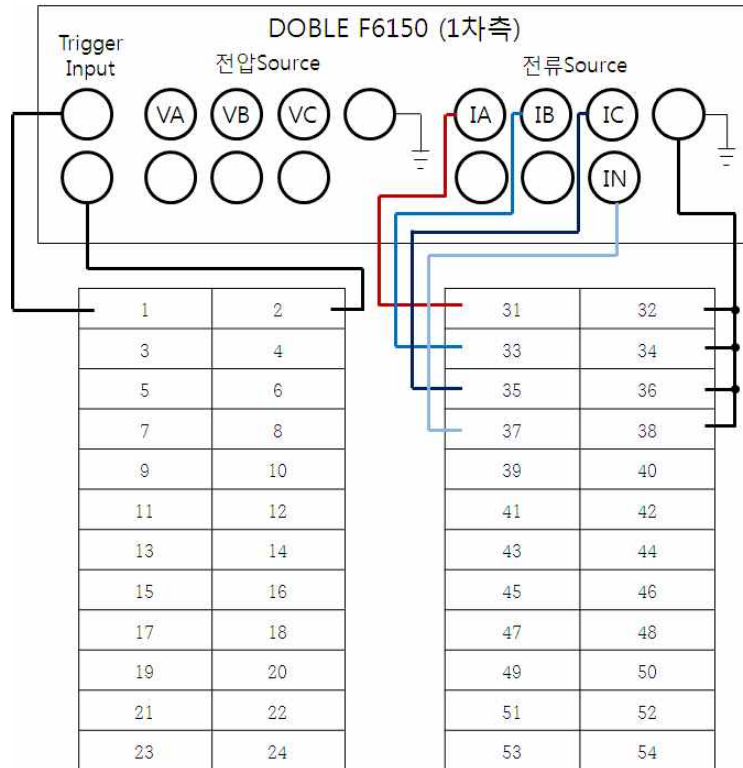 DOBLE F6150 (1차측)
Trigger
Input
전압Source
전류Source
VA VB VC IA IB IC
IN
1 2 31 32
3 4 33 34
5 6 35 36
7 8 37 38
9 10 39 40
11 12 41 42
13 14 43 44
15 16 45 46
17 18 47 48
19 20 49 50
21 22 51 52
23 24 53 54